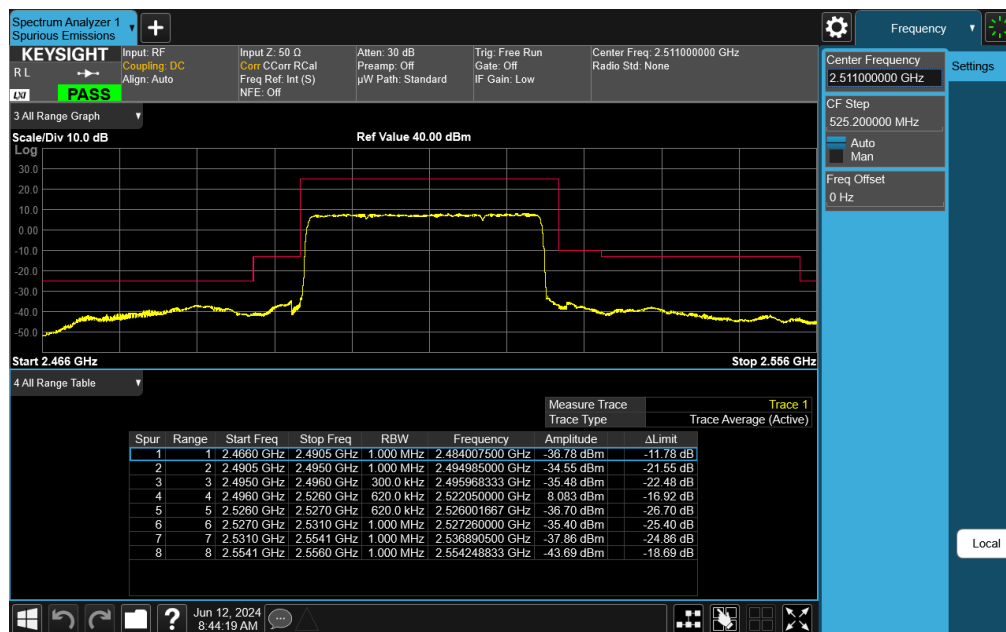 Spectrum Analyzer 1
Spurious Emissions
Frequency
KEYSIGHT
R L
LXI
PASS
Input: RF
Coupling: DC
Align: Auto
Input Z: 50 Ω
Corr CCorr RCal
Freq Ref: Int (S)
NFE: Off
Atten: 30 dB
Preamp: Off
µW Path: Standard
Trig: Free Run
Gate: Off
IF Gain: Low
Center Freq: 2.511000000 GHz
Radio Std: None
Center Frequency
2.511000000 GHz
Settings
CF Step
525.200000 MHz
Auto
Man
Freq Offset
0 Hz
3 All Range Graph
Scale/Div 10.0 dB
Ref Value 40.00 dBm
Log
30.0
20.0
10.0
0.00
-10.0
-20.0
-30.0
-40.0
-50.0
Start 2.466 GHz
Stop 2.556 GHz
4 All Range Table
Measure Trace Trace 1
Trace Type Trace Average (Active)
Spur Range Start Freq Stop Freq RBW Frequency Amplitude ΔLimit
1 1 2.4660 GHz 2.4905 GHz 1.000 MHz 2.484007500 GHz -36.78 dBm -11.78 dB
2 2 2.4905 GHz 2.4950 GHz 1.000 MHz 2.494985000 GHz -34.55 dBm -21.55 dB
3 3 2.4950 GHz 2.4960 GHz 300.0 kHz 2.495968333 GHz -35.48 dBm -22.48 dB
4 4 2.4960 GHz 2.5260 GHz 620.0 kHz 2.522050000 GHz 8.083 dBm -16.92 dB
5 5 2.5260 GHz 2.5270 GHz 620.0 kHz 2.526001667 GHz -36.70 dBm -26.70 dB
6 6 2.5270 GHz 2.5310 GHz 1.000 MHz 2.527260000 GHz -35.40 dBm -25.40 dB
7 7 2.5310 GHz 2.5541 GHz 1.000 MHz 2.536890500 GHz -37.86 dBm -24.86 dB
8 8 2.5541 GHz 2.5560 GHz 1.000 MHz 2.554248833 GHz -43.69 dBm -18.69 dB
Local
?
Jun 12, 2024
8:44:19 AM